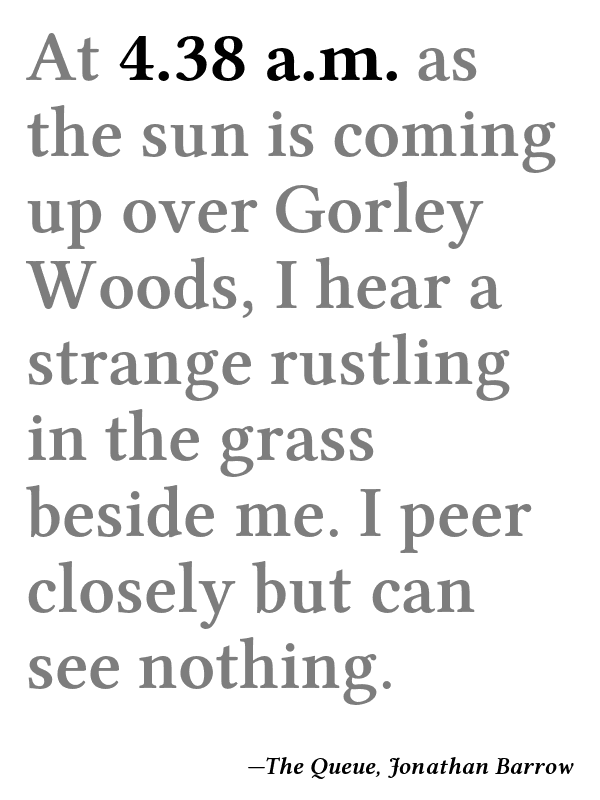 At 4.38 a.m. as
the sun is coming
up over Gorley
Woods, I hear a
strange rustling
in the grass
beside me. I peer
closely but can
see nothing.
—The Queue, Jonathan Barrow